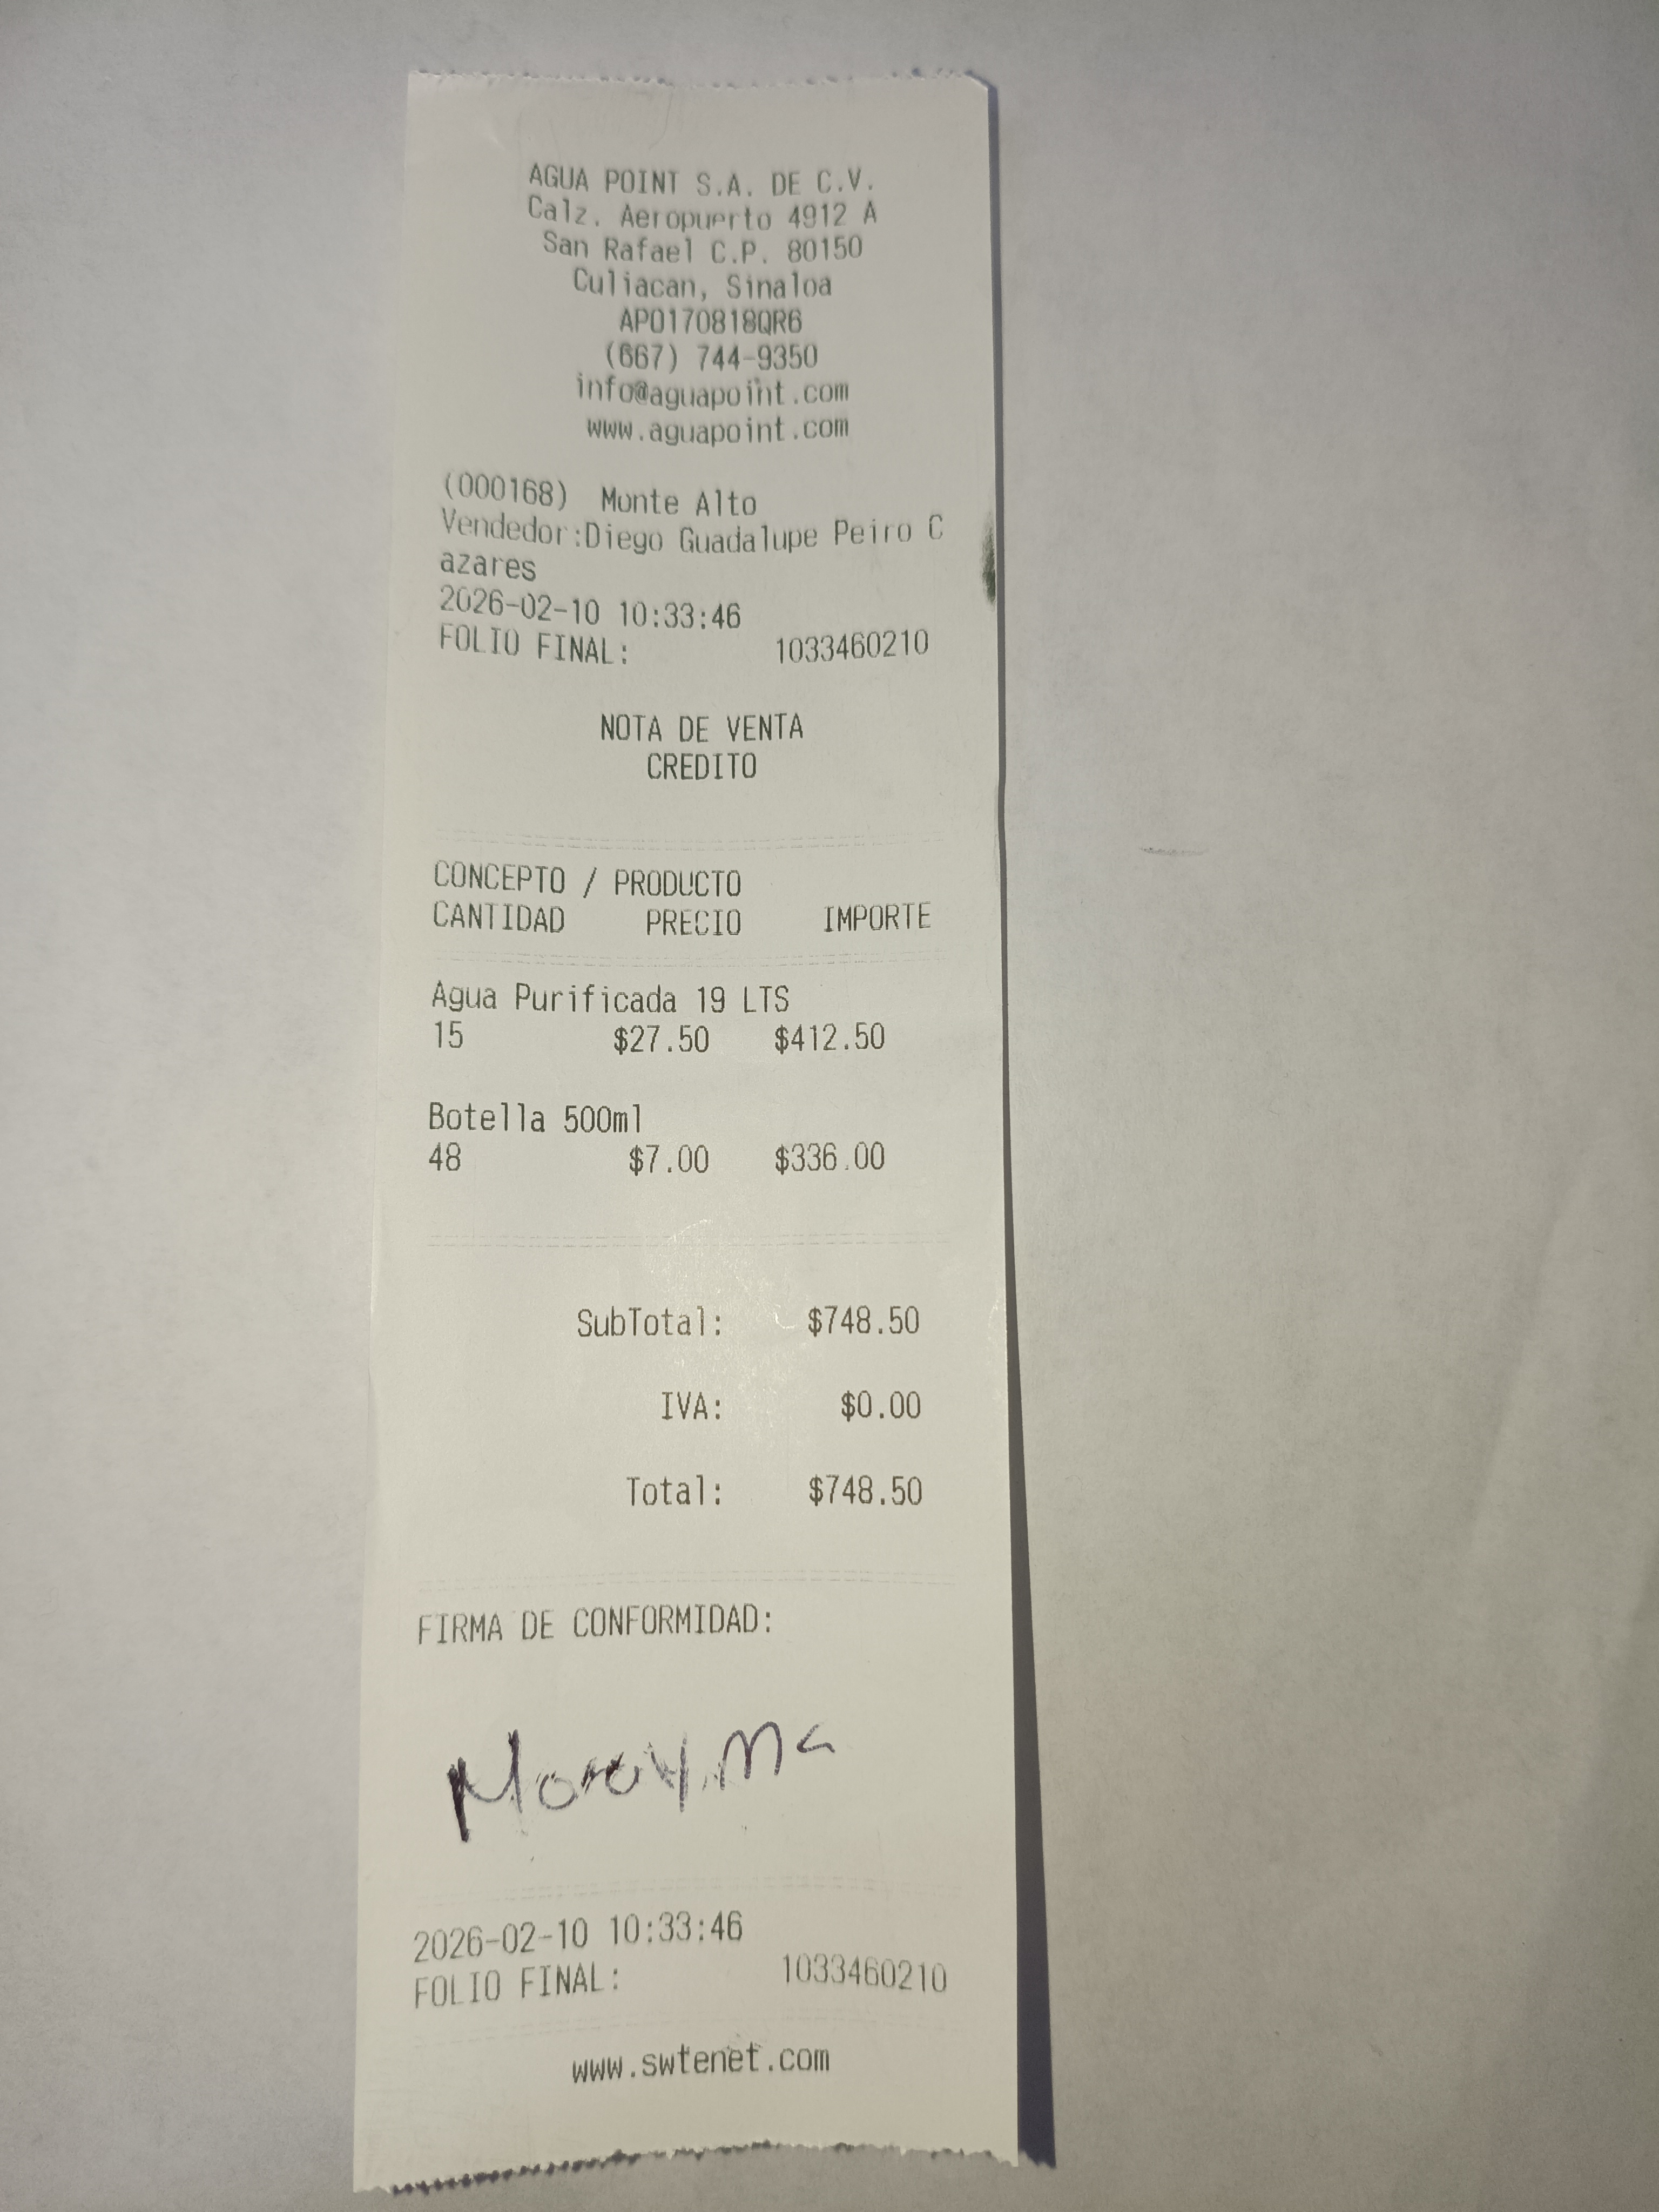 AGUA POINT S.A. DE C.V.
Calz. Aeropuerto 4912 A
San Rafael C.P. 80150
Culiacan, Sinaloa
APO170818QR6
(667) 744-9350
info@aguapoint.com
www.aguapoint.com
(000168) Monte Alto
Vendedor:Diego Guadalupe Peiro C
azares
2026-02-10 10:33:46
FOLIO FINAL: 1033460210
NOTA DE VENTA
CREDITO
CONCEPTO / PRODUCTO
CANTIDAD PRECIO IMPORTE
Agua Purificada 19 LTS
15 $27.50 $412.50
Botella 500ml
48 $7.00 $336.00
SubTotal: $748.50
IVA: $0.00
Total: $748.50
FIRMA DE CONFORMIDAD:
2026-02-10 10:33:46
FOLIO FINAL: 1033460210
www.swtenet.com